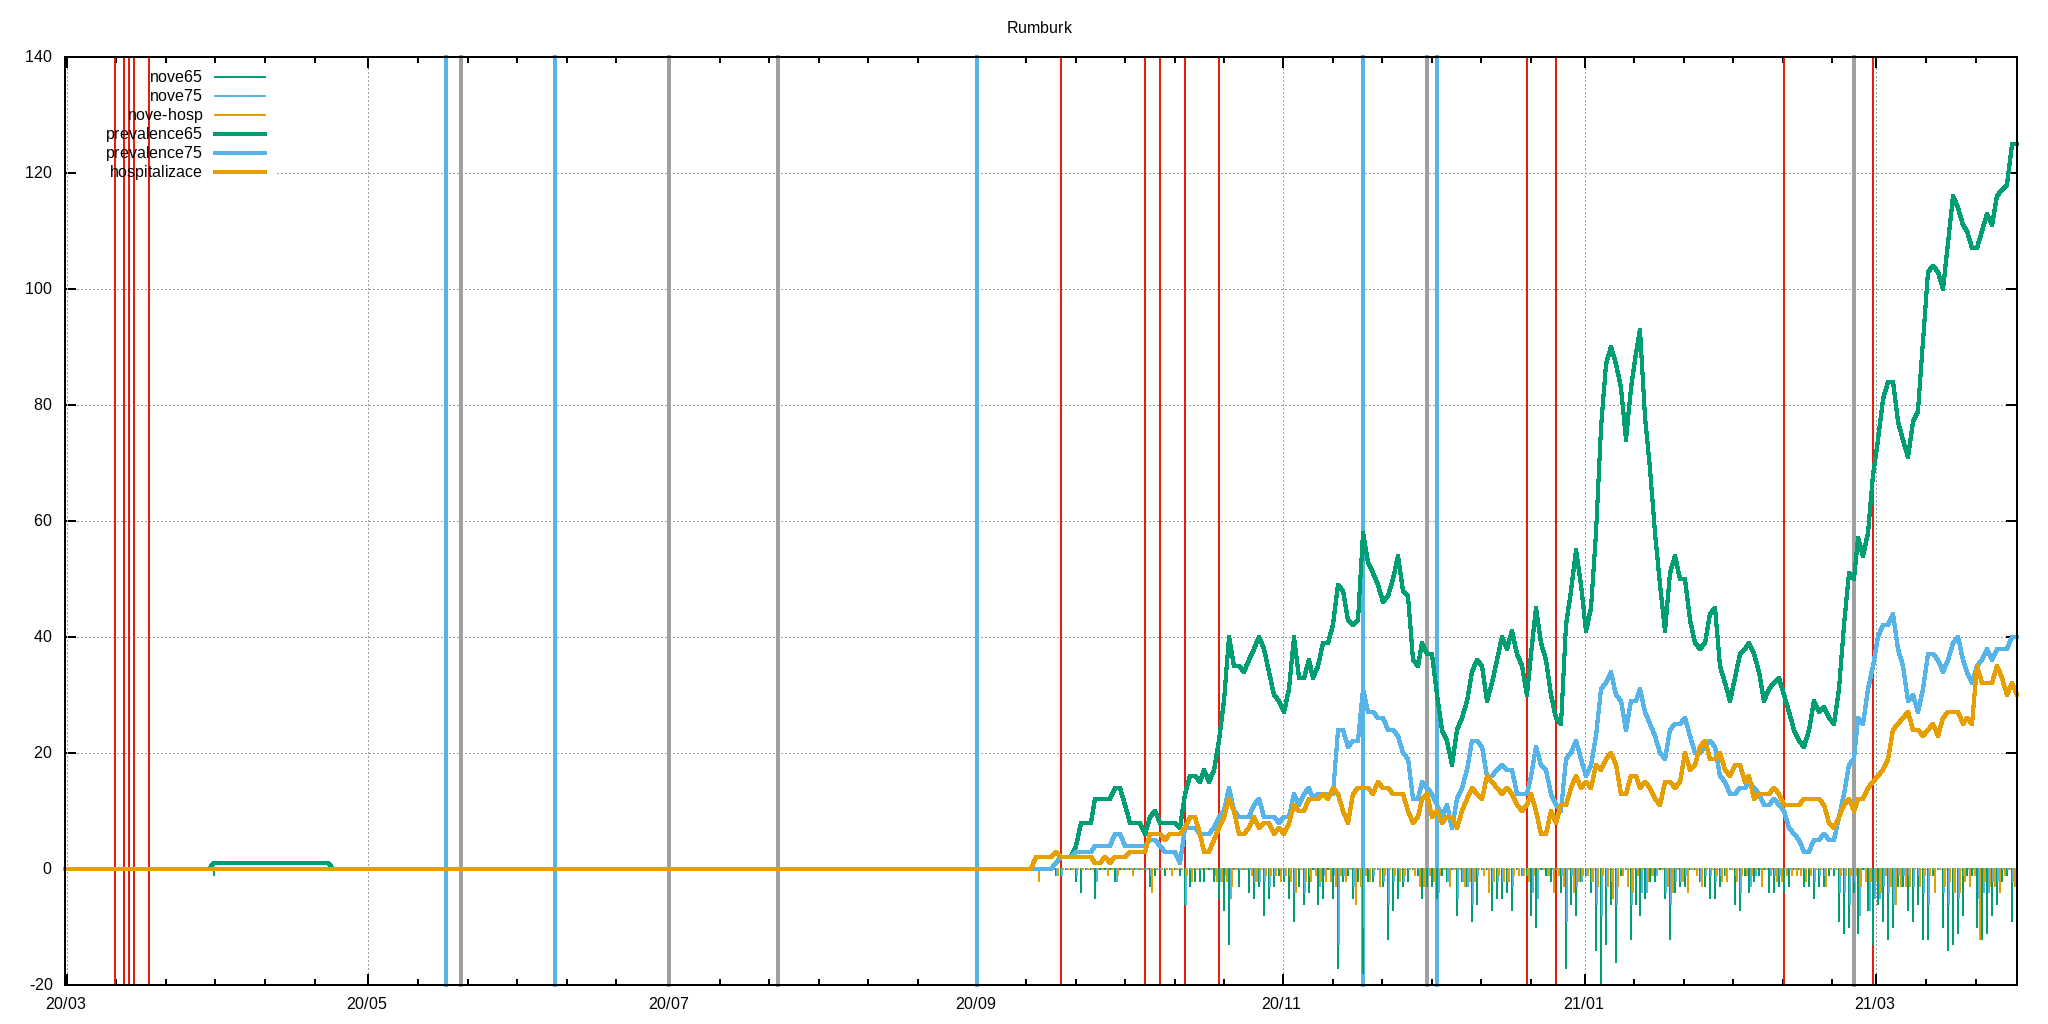 Rumburk
140
120
100
80
60
40
20
0
-20
nove65
nove75
nove-hosp
prevalence65
prevalence75
hospitalizace
20/03 20/05 20/07 20/09 20/11 21/01 21/03